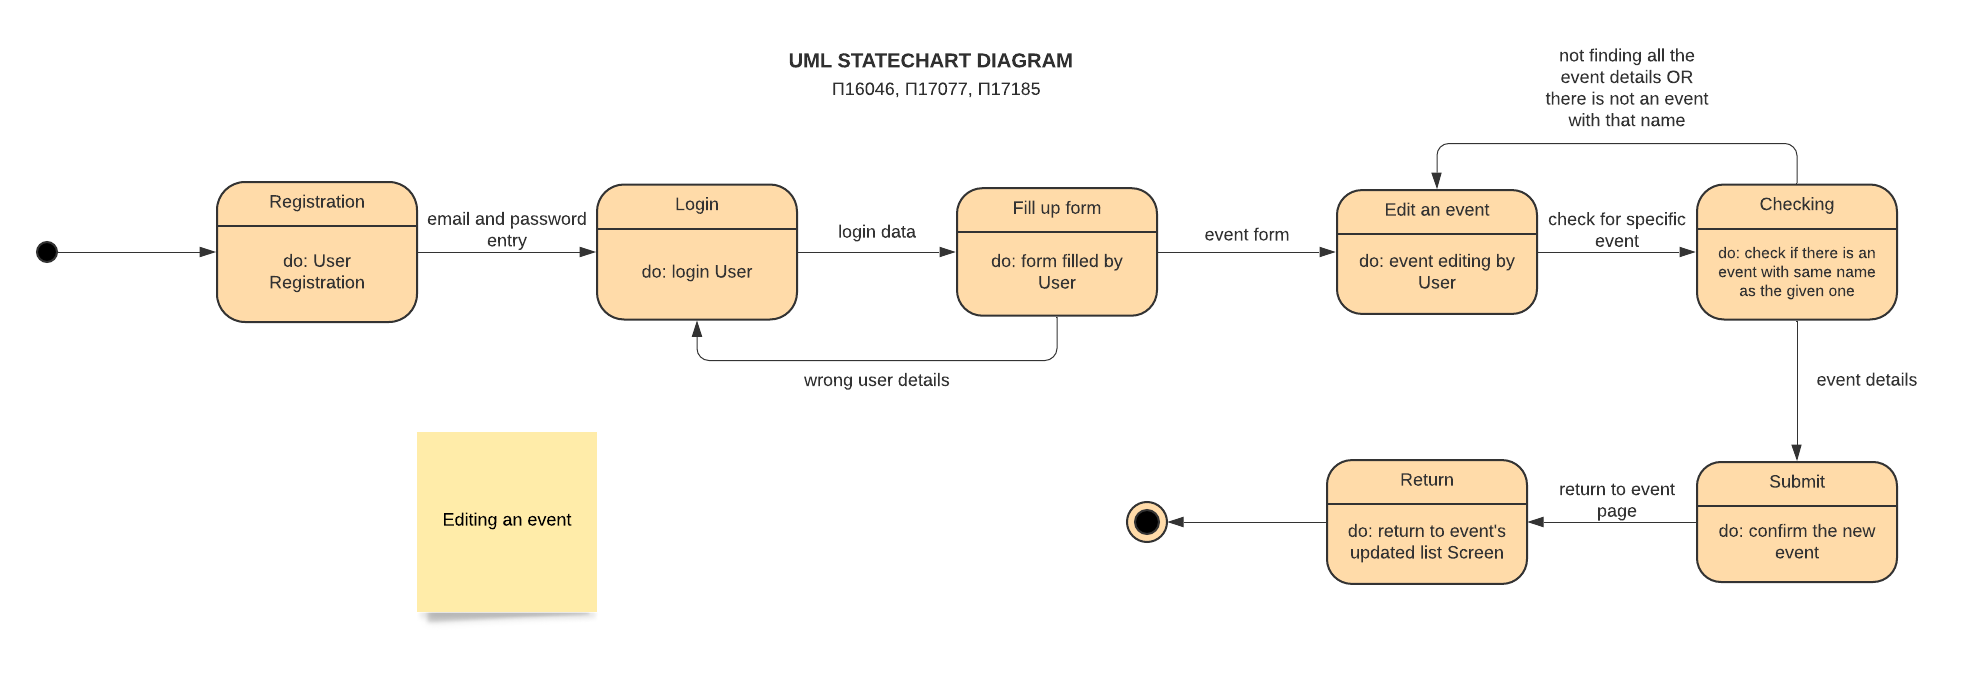 UML STATECHART DIAGRAM
Π16046, Π17077, Π17185
not finding all the
event details OR
there is not an event
with that name
Registration
do: User
Registration
email and password
entry
Login
do: login User
login data
Fill up form
do: form filled by
User
event form
Edit an event
do: event editing by
User
check for specific
event
Checking
do: check if there is an
event with same name
as the given one
wrong user details
event details
Editing an event
Return
do: return to event's
updated list Screen
return to event
page
Submit
do: confirm the new
event